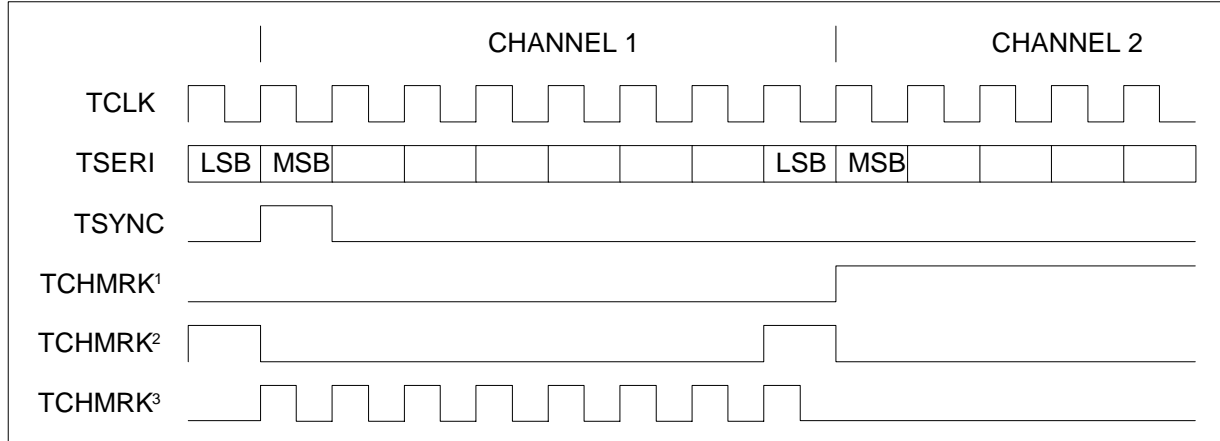 CHANNEL 1 CHANNEL 2
TCLK
TSERI LSB MSB LSB MSB
TSYNC
TCHMRK¹
TCHMRK²
TCHMRK³